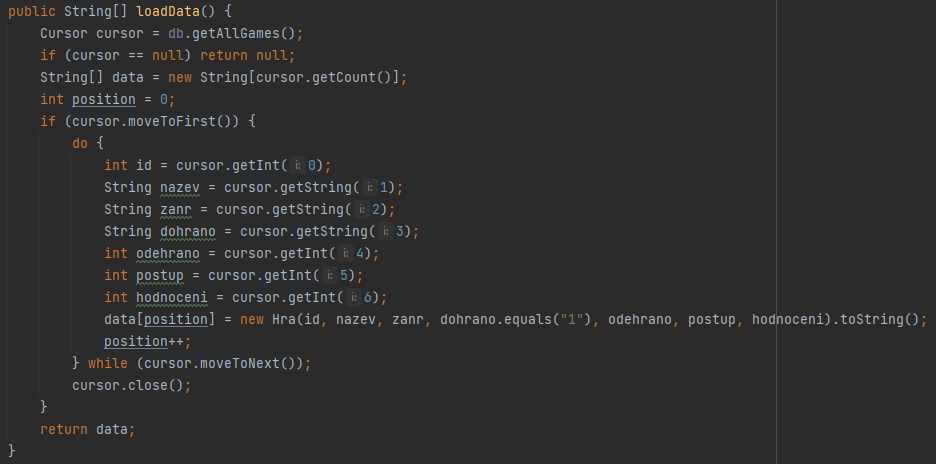 public String[] loadData() {
    Cursor cursor = db.getAllGames();
    if (cursor == null) return null;
    String[] data = new String[cursor.getCount()];
    int position = 0;
    if (cursor.moveToFirst()) {
        do {
            int id = cursor.getInt( i: 0);
            String nazev = cursor.getString( i: 1);
            String zanr = cursor.getString( i: 2);
            String dohrano = cursor.getString( i: 3);
            int odehrano = cursor.getInt( i: 4);
            int postup = cursor.getInt( i: 5);
            int hodnoceni = cursor.getInt( i: 6);
            data[position] = new Hra(id, nazev, zanr, dohrano.equals("1"), odehrano, postup, hodnoceni).toString();
            position++;
        } while (cursor.moveToNext());
        cursor.close();
    }
    return data;
}